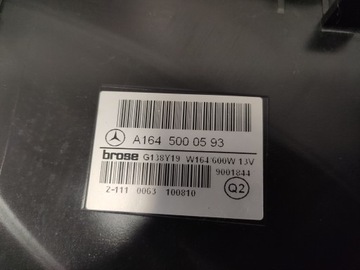 A164 500 05 93
brose G138Y19 W164 600W 13V
9001844
2-111 0063 100810
Q2